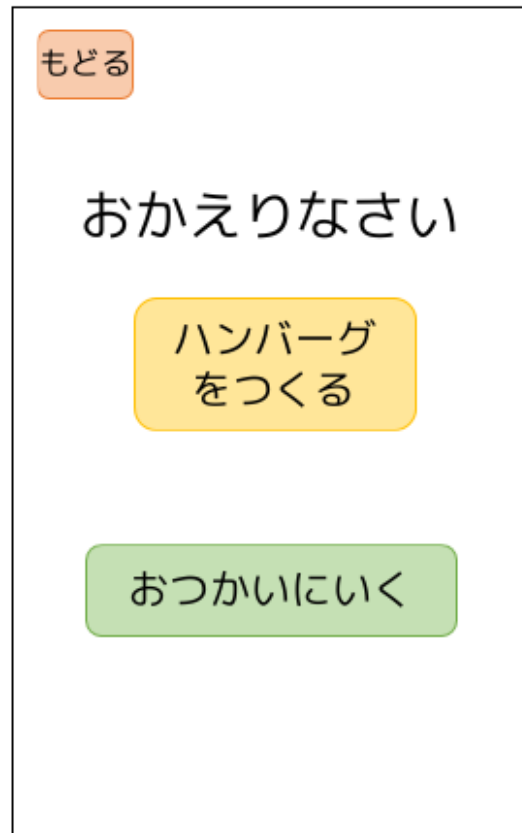 もどる
おかえりなさい
ハンバーグ
をつくる
おつかいにいく